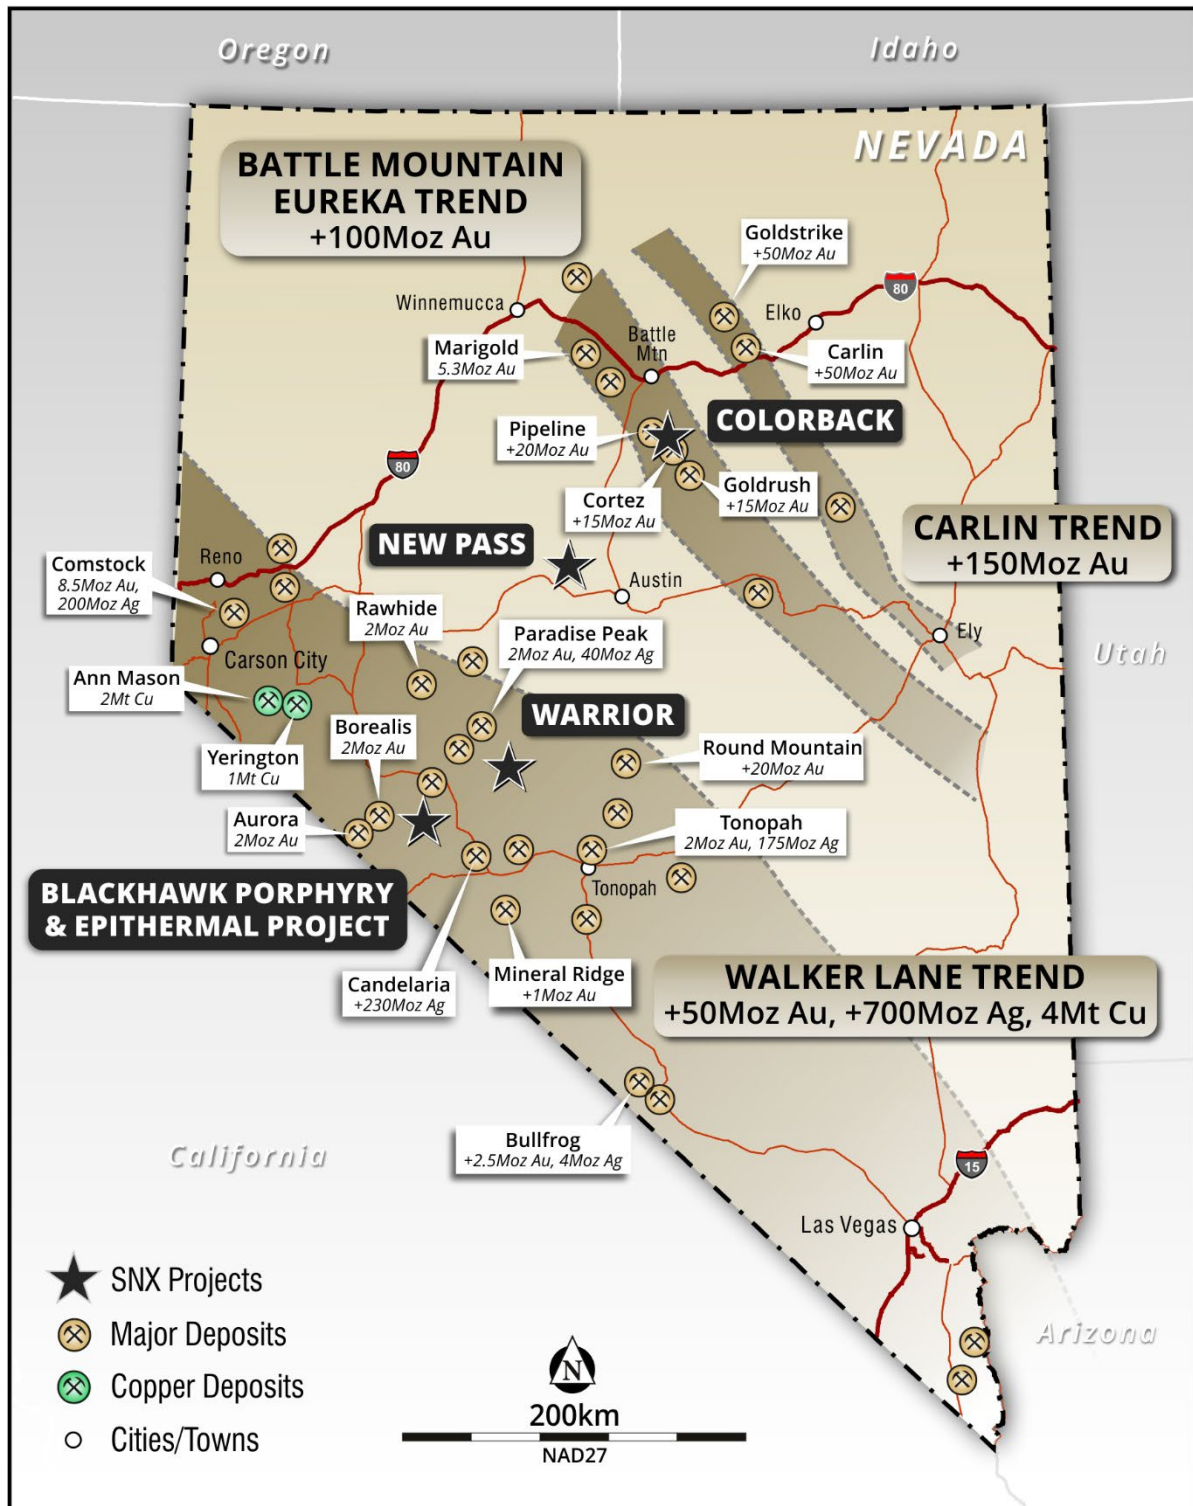 Oregon
Idaho
NEVADA
BATTLE MOUNTAIN
EUREKA TREND
+100Moz Au
Goldstrike
+50Moz Au
80
Winnemucca
Elko
Battle
Mtn
Marigold
5.3Moz Au
Carlin
+50Moz Au
COLORBACK
Pipeline
+20Moz Au
80
Cortez
+15Moz Au
Goldrush
+15Moz Au
CARLIN TREND
+150Moz Au
NEW PASS
Reno
Comstock
8.5Moz Au,
200Moz Ag
Austin
Rawhide
2Moz Au
Paradise Peak
2Moz Au, 40Moz Ag
Ely
Utah
Carson City
Ann Mason
2Mt Cu
WARRIOR
Borealis
2Moz Au
Yerington
1Mt Cu
Round Mountain
+20Moz Au
Aurora
2Moz Au
Tonopah
2Moz Au, 175Moz Ag
Tonopah
BLACKHAWK PORPHYRY
& EPITHERMAL PROJECT
Candelaria
+230Moz Ag
Mineral Ridge
+1Moz Au
WALKER LANE TREND
+50Moz Au, +700Moz Ag, 4Mt Cu
California
Bullfrog
+2.5Moz Au, 4Moz Ag
15
Las Vegas
Arizona
SNX Projects
Major Deposits
Copper Deposits
Cities/Towns
N
200km
NAD27